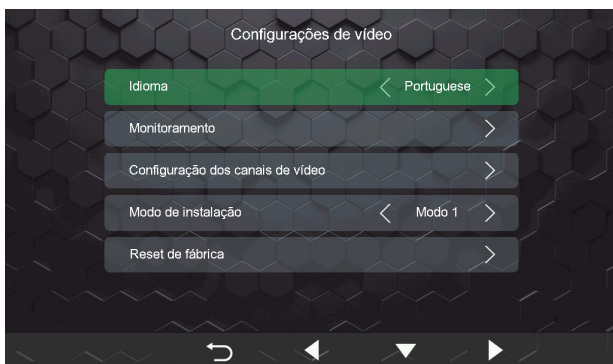 Configurações de vídeo
Idioma
Portuguese
Monitoramento
Configuração dos canais de vídeo
Modo de instalação
Modo 1
Reset de fábrica